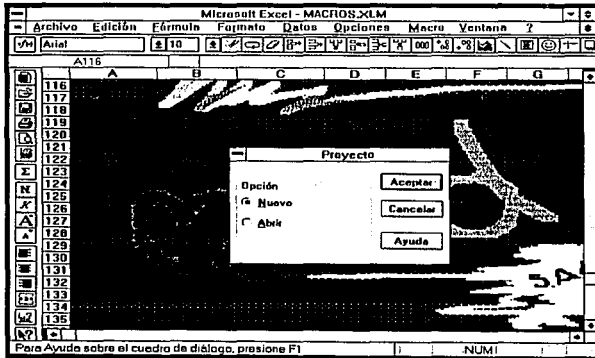 Microsoft Excel - MACROS.XLM
Archivo Edición Fórmula Formato Datos Opciones Macro Ventana ?
Arial 10
A116
A B C D E F G
116
117
118
119
120
121
122
123
124
125
126
127
128
129
130
131
132
133
134
135
Proyecto
Opción
Nuevo
Abrir
Aceptar
Cancelar
Ayuda
S.A.
Para Ayuda sobre el cuadro de diálogo, presione F1
NUM